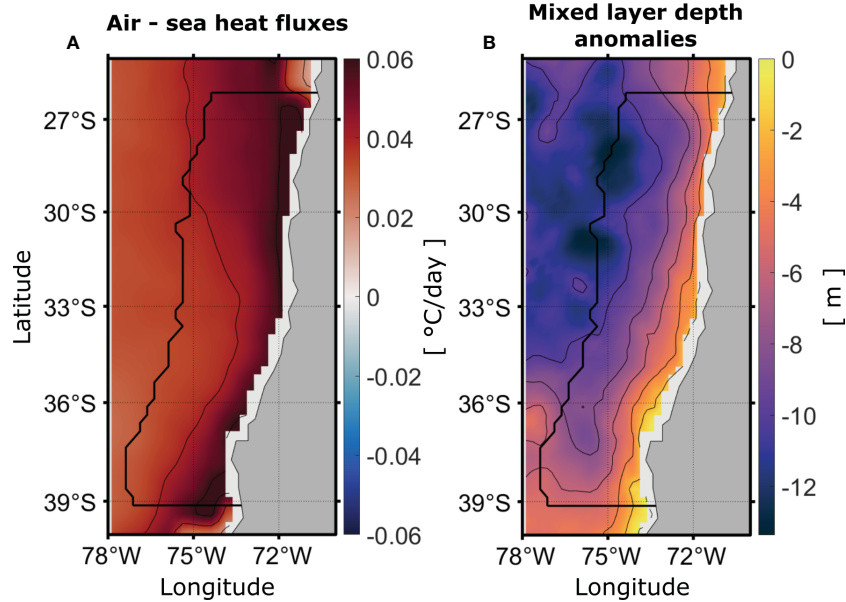 Air - sea heat fluxes
Mixed layer depth
anomalies
A
B
27°S
30°S
33°S
36°S
39°S
Latitude
78°W
75°W
72°W
Longitude
0.06
0.04
0.02
0
-0.02
-0.04
-0.06
[ °C/day ]
27°S
30°S
33°S
36°S
39°S
78°W
75°W
72°W
Longitude
0
-2
-4
-6
-8
-10
-12
[ m ]